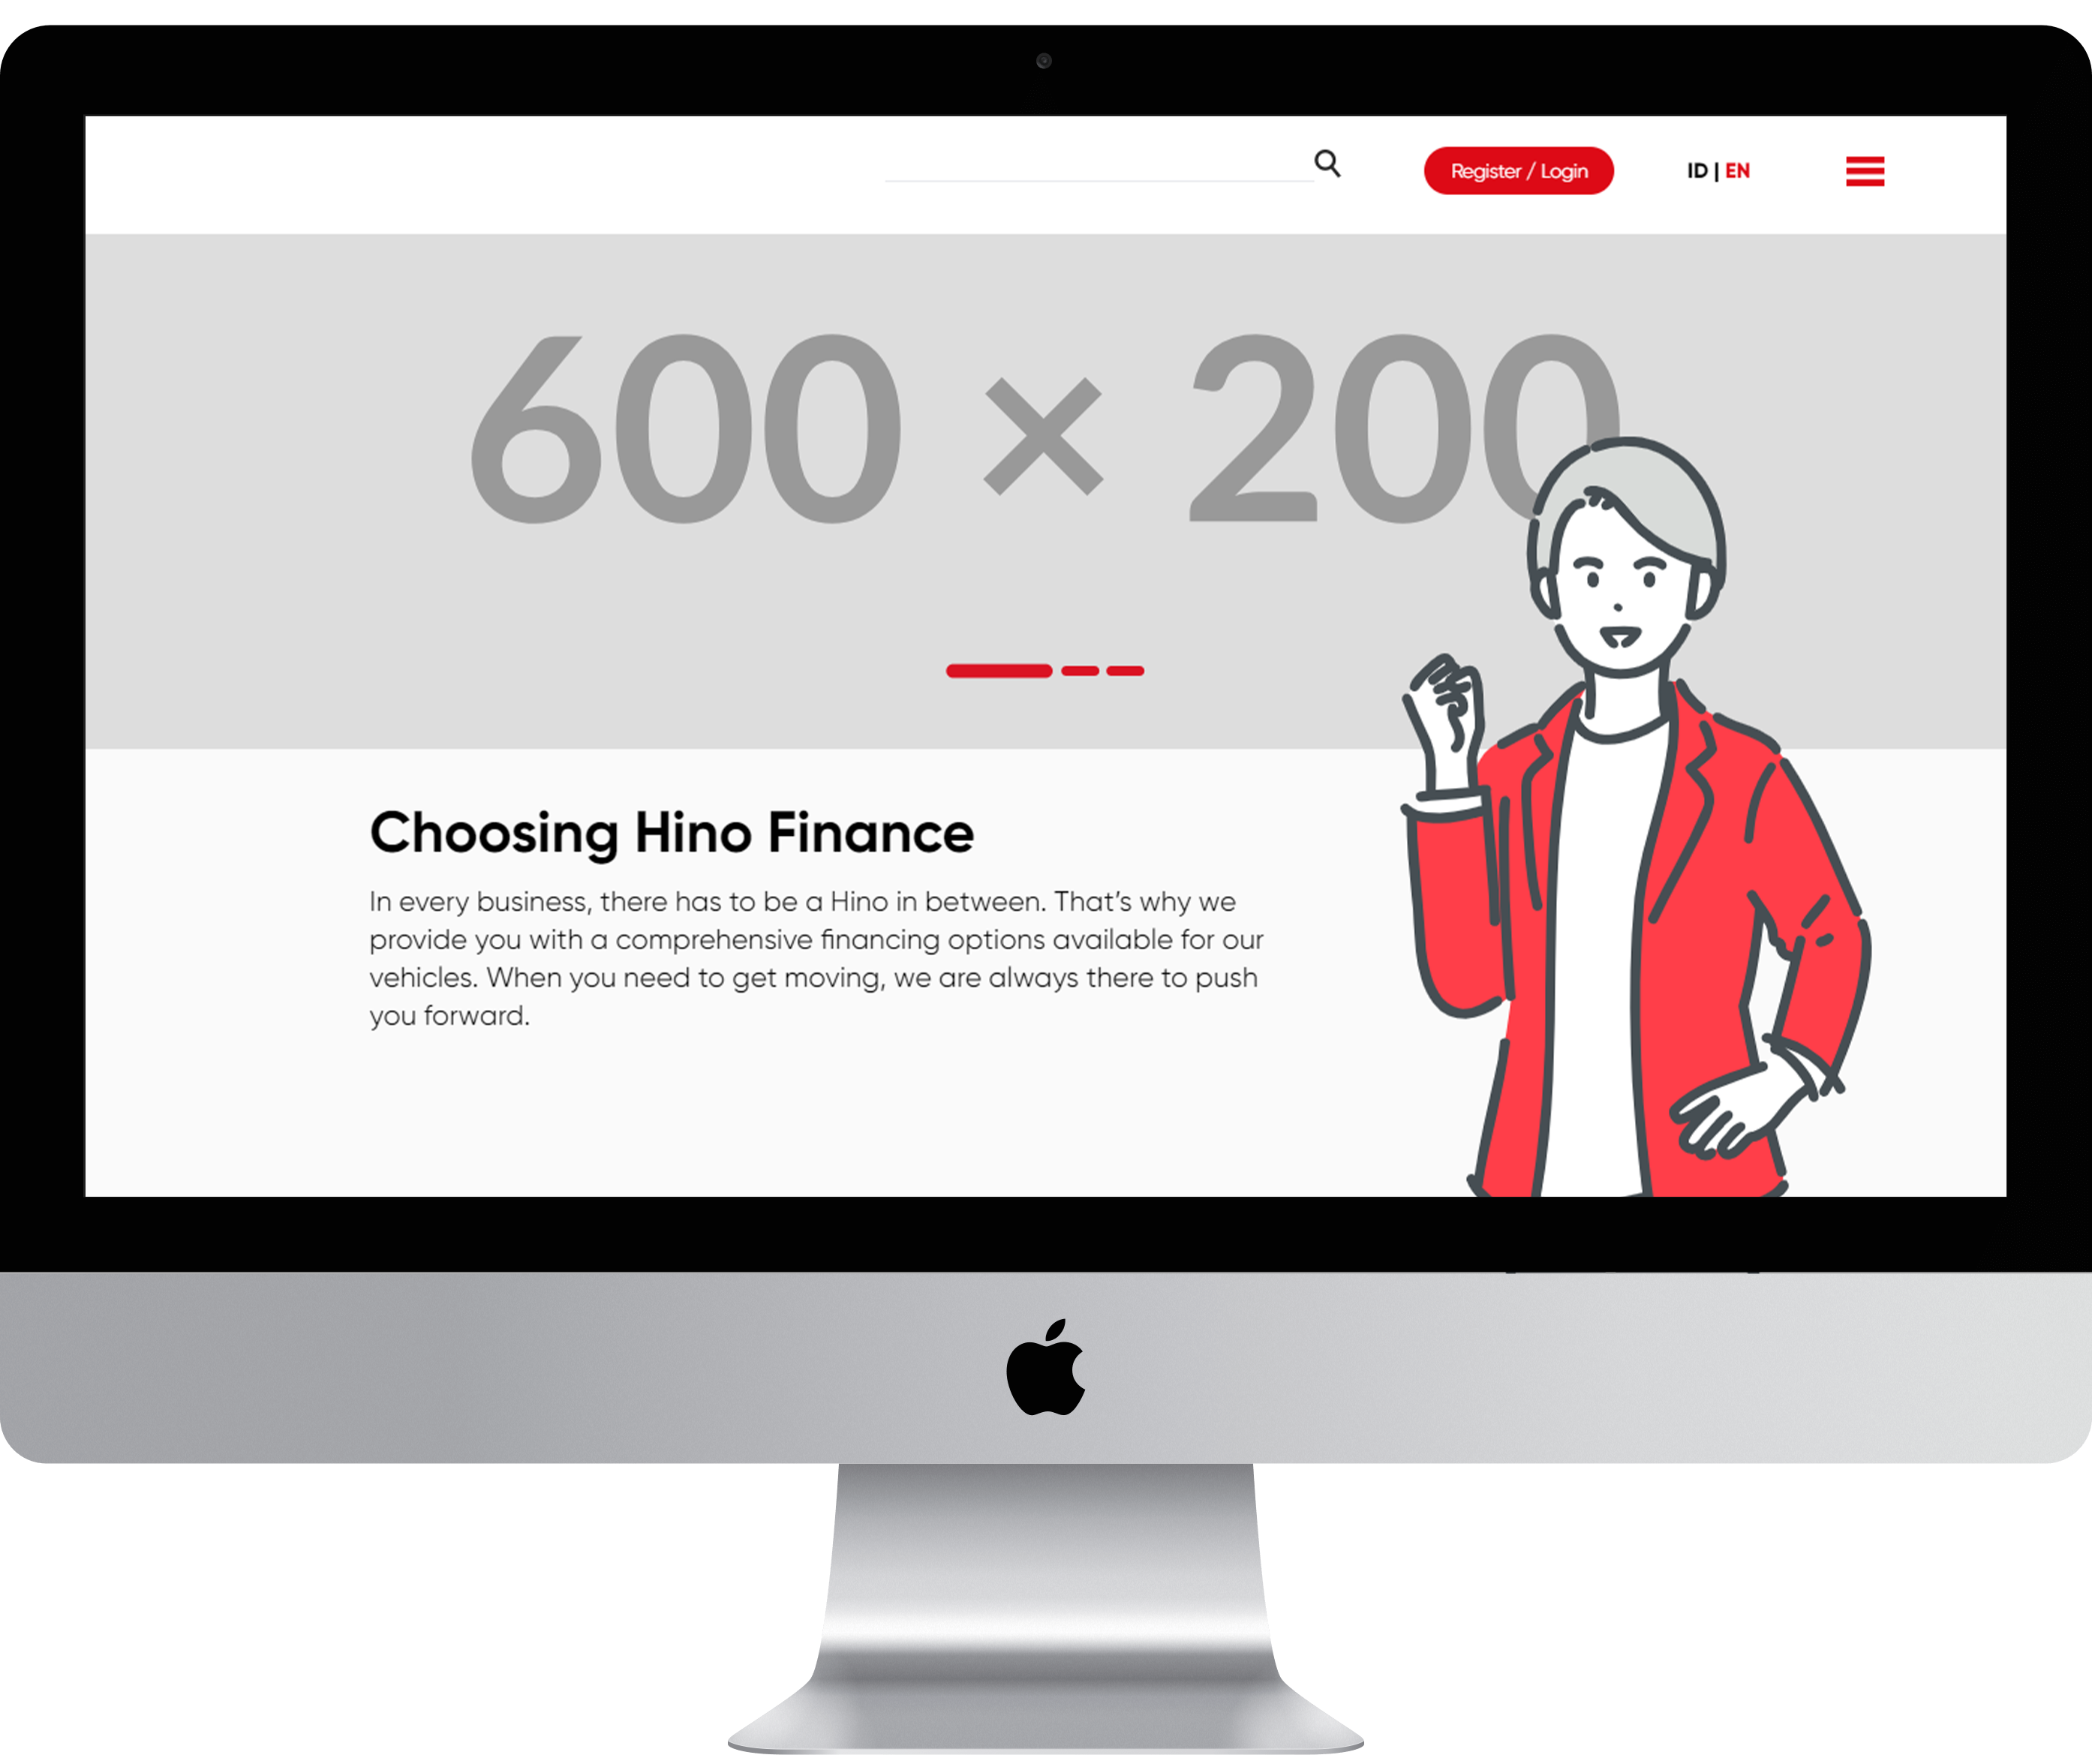 Register / Login
ID | EN
600 × 200
Choosing Hino Finance
In every business, there has to be a Hino in between. That’s why we
provide you with a comprehensive financing options available for our
vehicles. When you need to get moving, we are always there to push
you forward.